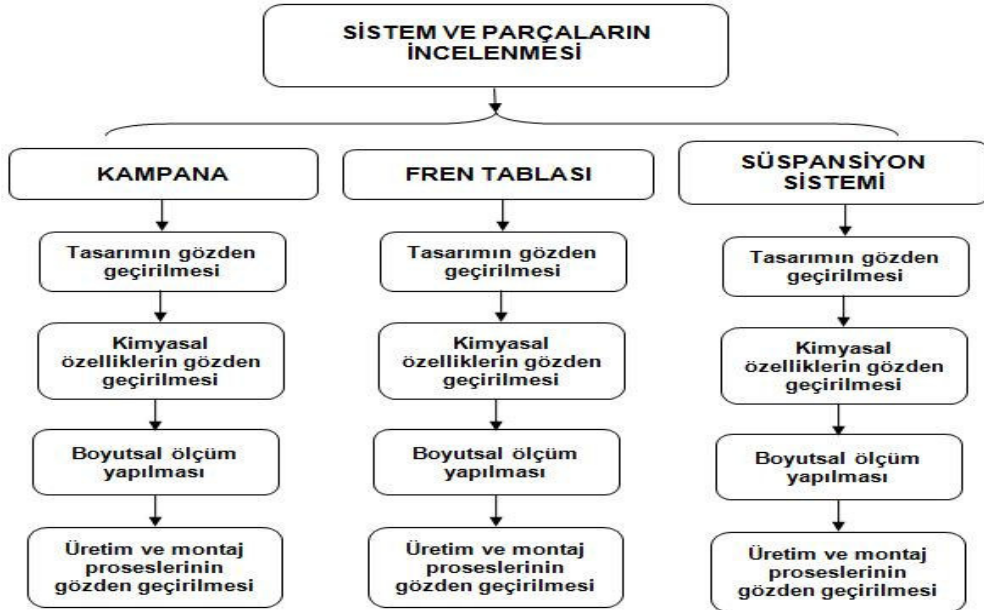 SİSTEM VE PARÇALARIN
İNCELENMESİ
KAMPANA
Tasarımın gözden
geçirilmesi
Kimyasal
özelliklerin gözden
geçirilmesi
Boyutsal ölçüm
yapılması
Üretim ve montaj
proseslerinin
gözden geçirilmesi
FREN TABLASI
Tasarımın gözden
geçirilmesi
Kimyasal
özelliklerin gözden
geçirilmesi
Boyutsal ölçüm
yapılması
Üretim ve montaj
proseslerinin
gözden geçirilmesi
SÜSPANSİYON
SİSTEMİ
Tasarımın gözden
geçirilmesi
Kimyasal
özelliklerin gözden
geçirilmesi
Boyutsal ölçüm
yapılması
Üretim ve montaj
proseslerinin
gözden geçirilmesi